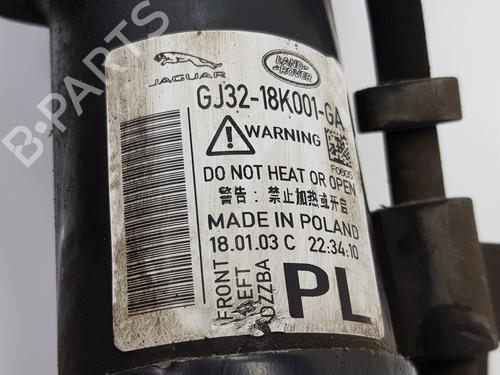 B-PARTS
JAGUAR
LAND-
ROVER
GJ32-18K001-GA
WARNING
F0605
DO NOT HEAT OR OPEN
警告：禁止加热或开启
MADE IN POLAND
18.01.03 C 22:34:10
FRONT
LEFT
PL